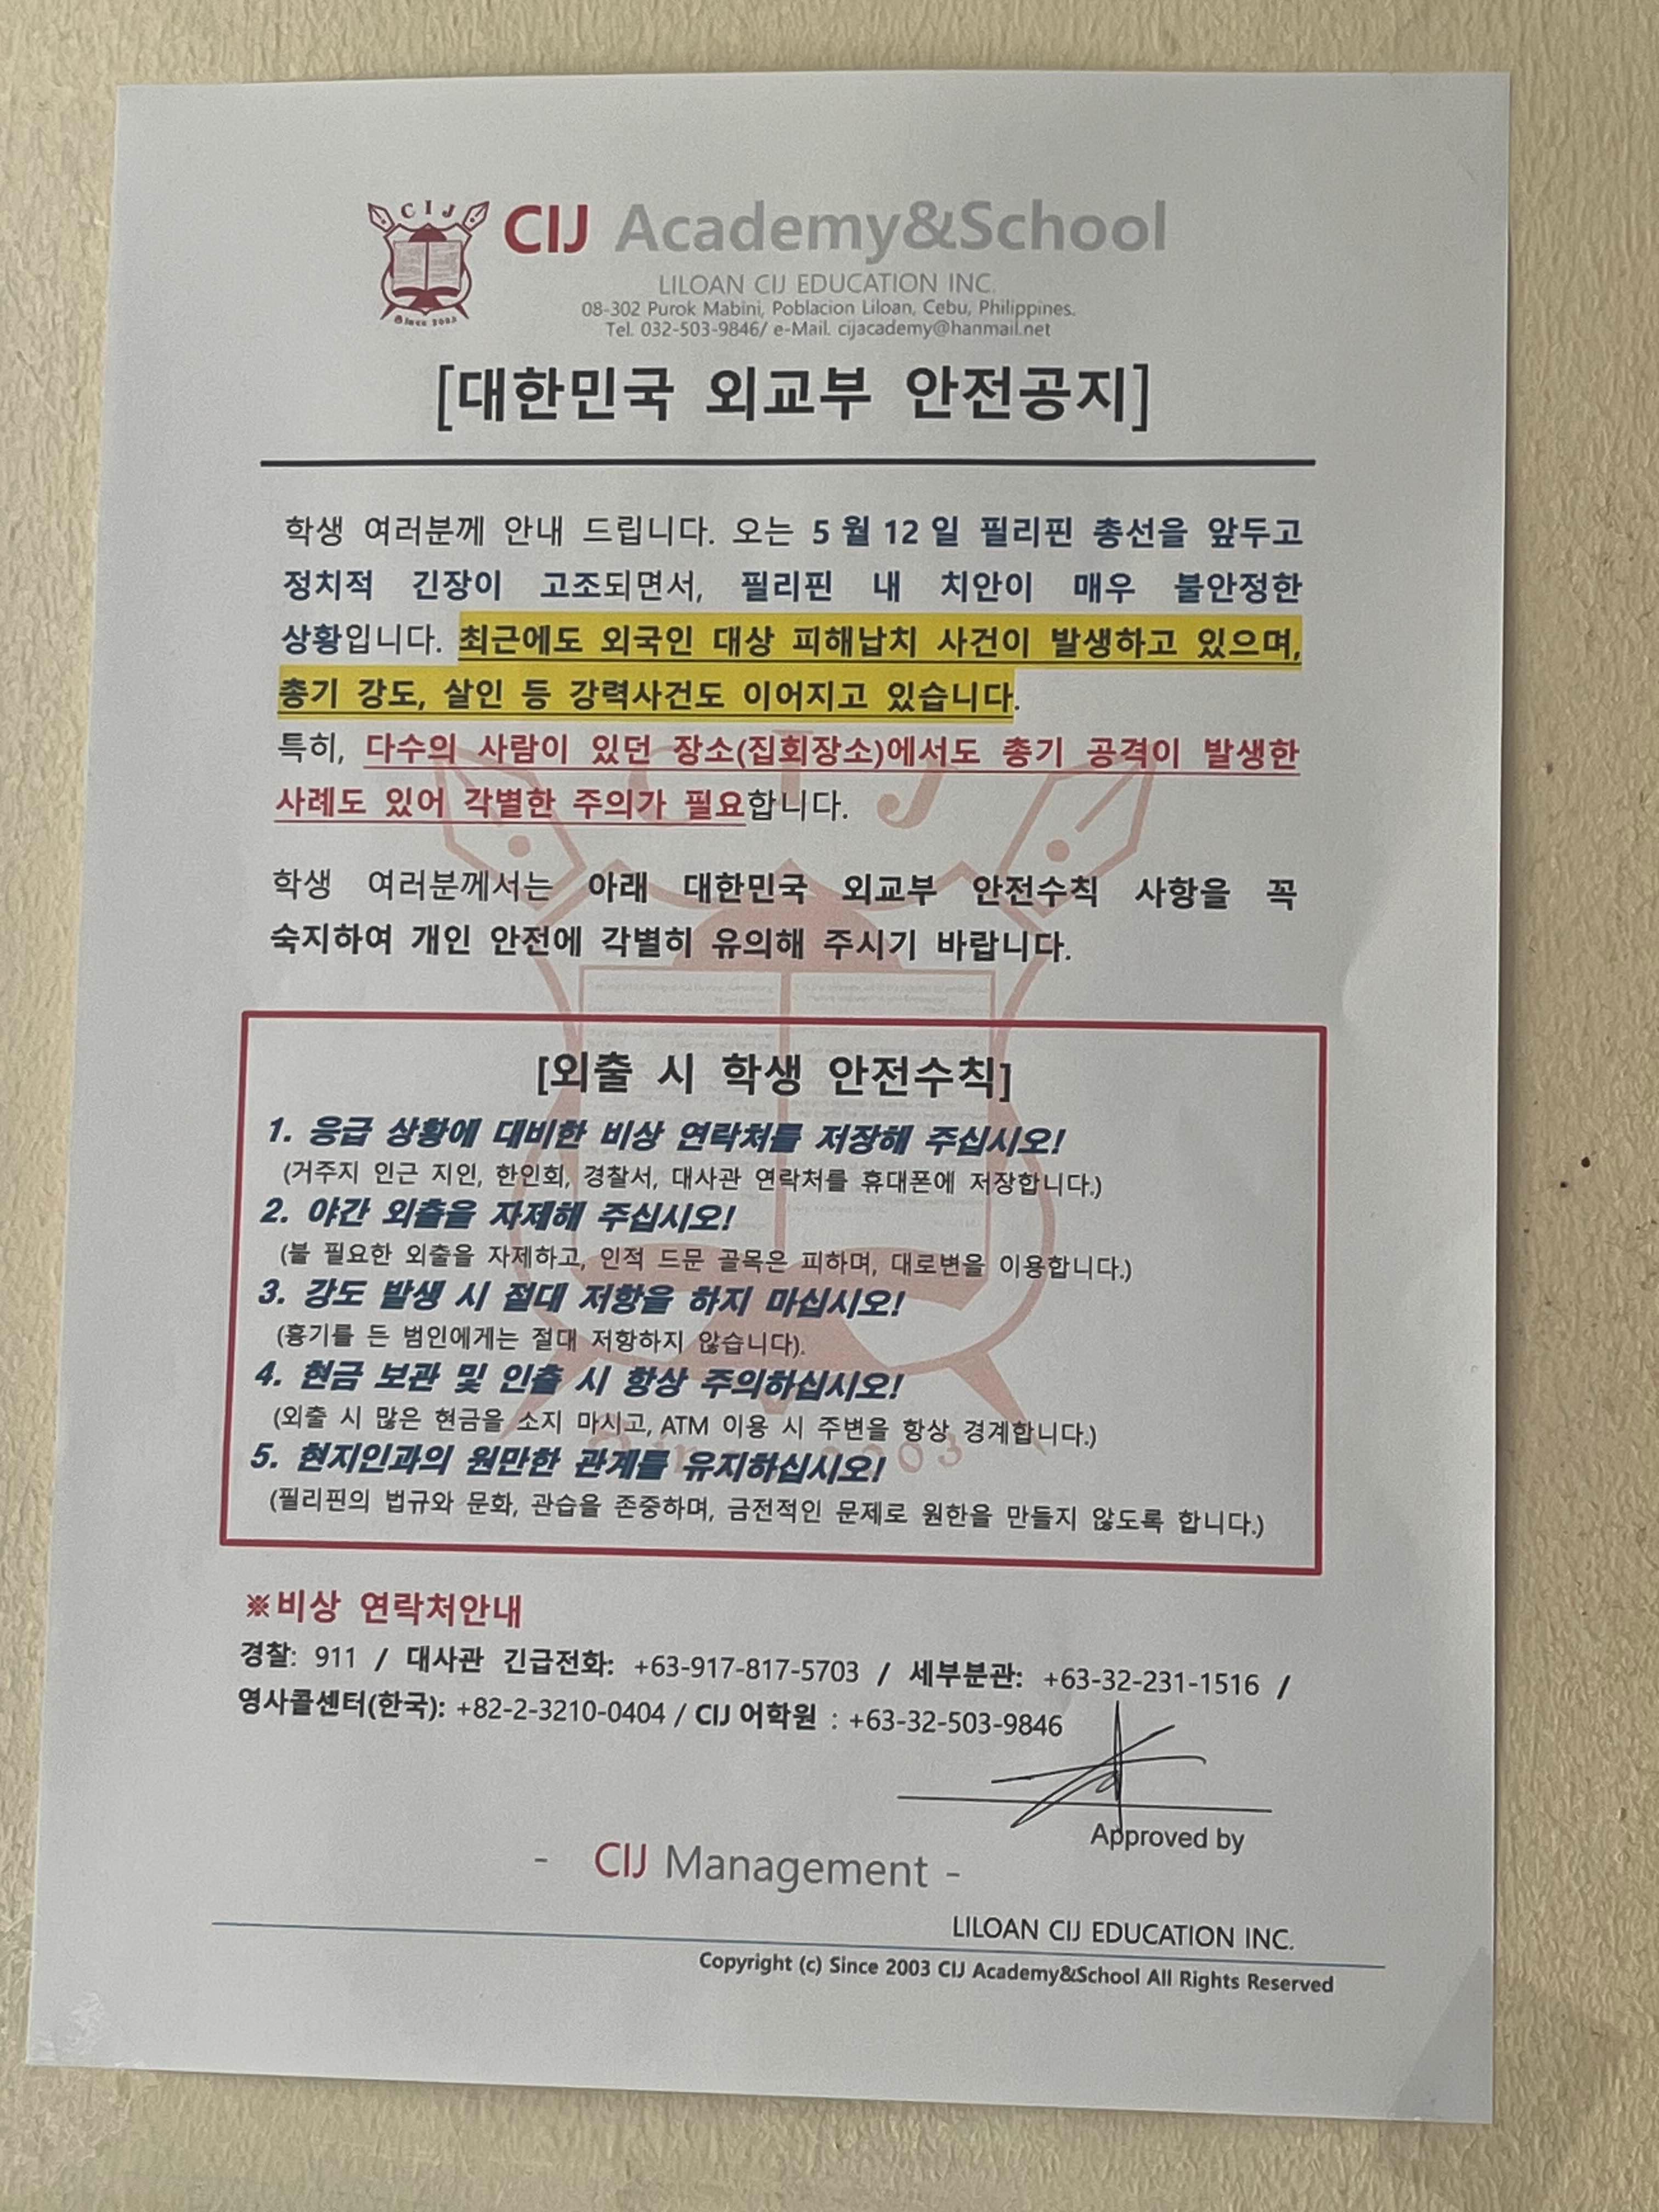 C I J
Since 2003
CIJ Academy&School
LILOAN CIJ EDUCATION INC.
08-302 Purok Mabini, Poblacion Liloan, Cebu, Philippines.
Tel. 032-503-9846/ e-Mail. cijacademy@hanmail.net
[대한민국 외교부 안전공지]
학생 여러분께 안내 드립니다. 오는 5 월 12 일 필리핀 총선을 앞두고
정치적 긴장이 고조되면서, 필리핀 내 치안이 매우 불안정한
상황입니다. 최근에도 외국인 대상 피해납치 사건이 발생하고 있으며,
총기 강도, 살인 등 강력사건도 이어지고 있습니다.
특히, 다수의 사람이 있던 장소(집회장소)에서도 총기 공격이 발생한
사례도 있어 각별한 주의가 필요합니다.
학생 여러분께서는 아래 대한민국 외교부 안전수칙 사항을 꼭
숙지하여 개인 안전에 각별히 유의해 주시기 바랍니다.
[외출 시 학생 안전수칙]
1. 응급 상황에 대비한 비상 연락처를 저장해 주십시오!
(거주지 인근 지인, 한인회, 경찰서, 대사관 연락처를 휴대폰에 저장합니다.)
2. 야간 외출을 자제해 주십시오!
(불 필요한 외출을 자제하고, 인적 드문 골목은 피하며, 대로변을 이용합니다.)
3. 강도 발생 시 절대 저항을 하지 마십시오!
(흉기를 든 범인에게는 절대 저항하지 않습니다).
4. 현금 보관 및 인출 시 항상 주의하십시오!
(외출 시 많은 현금을 소지 마시고, ATM 이용 시 주변을 항상 경계합니다.)
5. 현지인과의 원만한 관계를 유지하십시오!
(필리핀의 법규와 문화, 관습을 존중하며, 금전적인 문제로 원한을 만들지 않도록 합니다.)
※비상 연락처안내
경찰: 911 / 대사관 긴급전화: +63-917-817-5703 / 세부분관: +63-32-231-1516 /
영사콜센터(한국): +82-2-3210-0404 / CIJ 어학원 : +63-32-503-9846
Approved by
- CIJ Management -
LILOAN CIJ EDUCATION INC.
Copyright (c) Since 2003 CIJ Academy&School All Rights Reserved